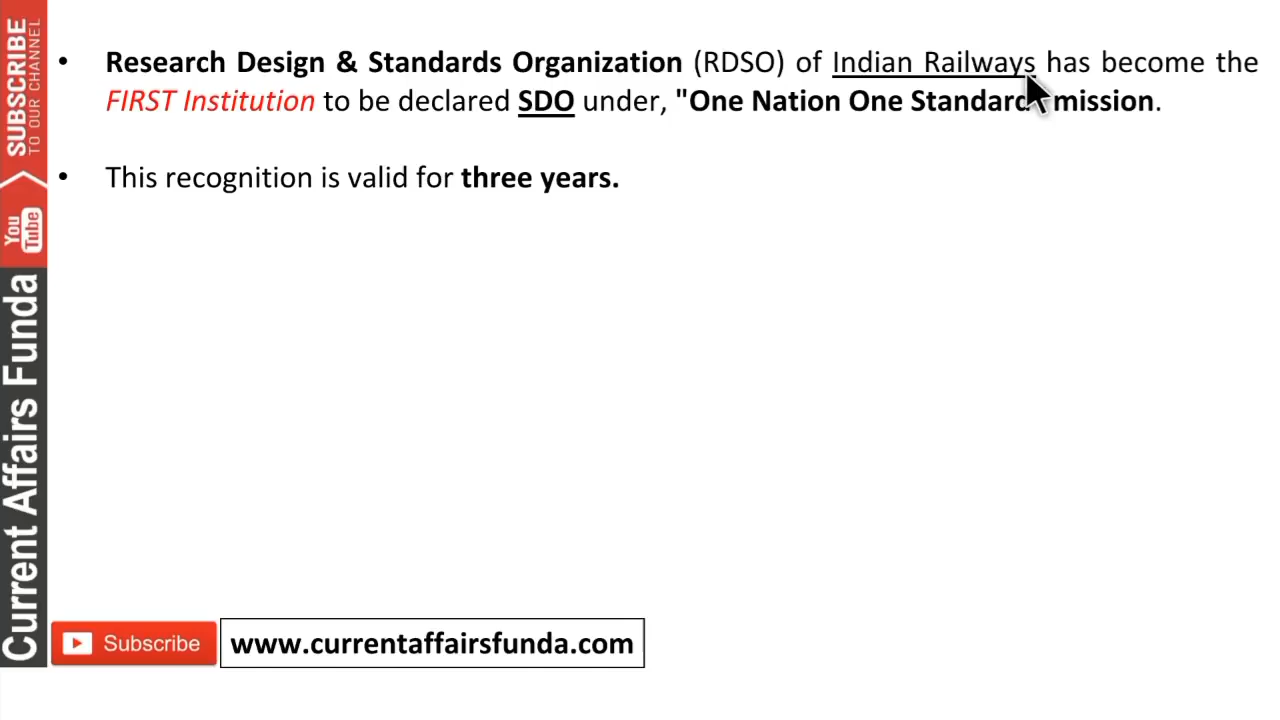 • Research Design & Standards Organization (RDSO) of Indian Railways has become the
FIRST Institution to be declared SDO under, "One Nation One Standard mission.
• This recognition is valid for three years.
SUBSCRIBE
TO OUR CHANNEL
You
Tube
Current Affairs Funda
Subscribe
www.currentaffairsfunda.com